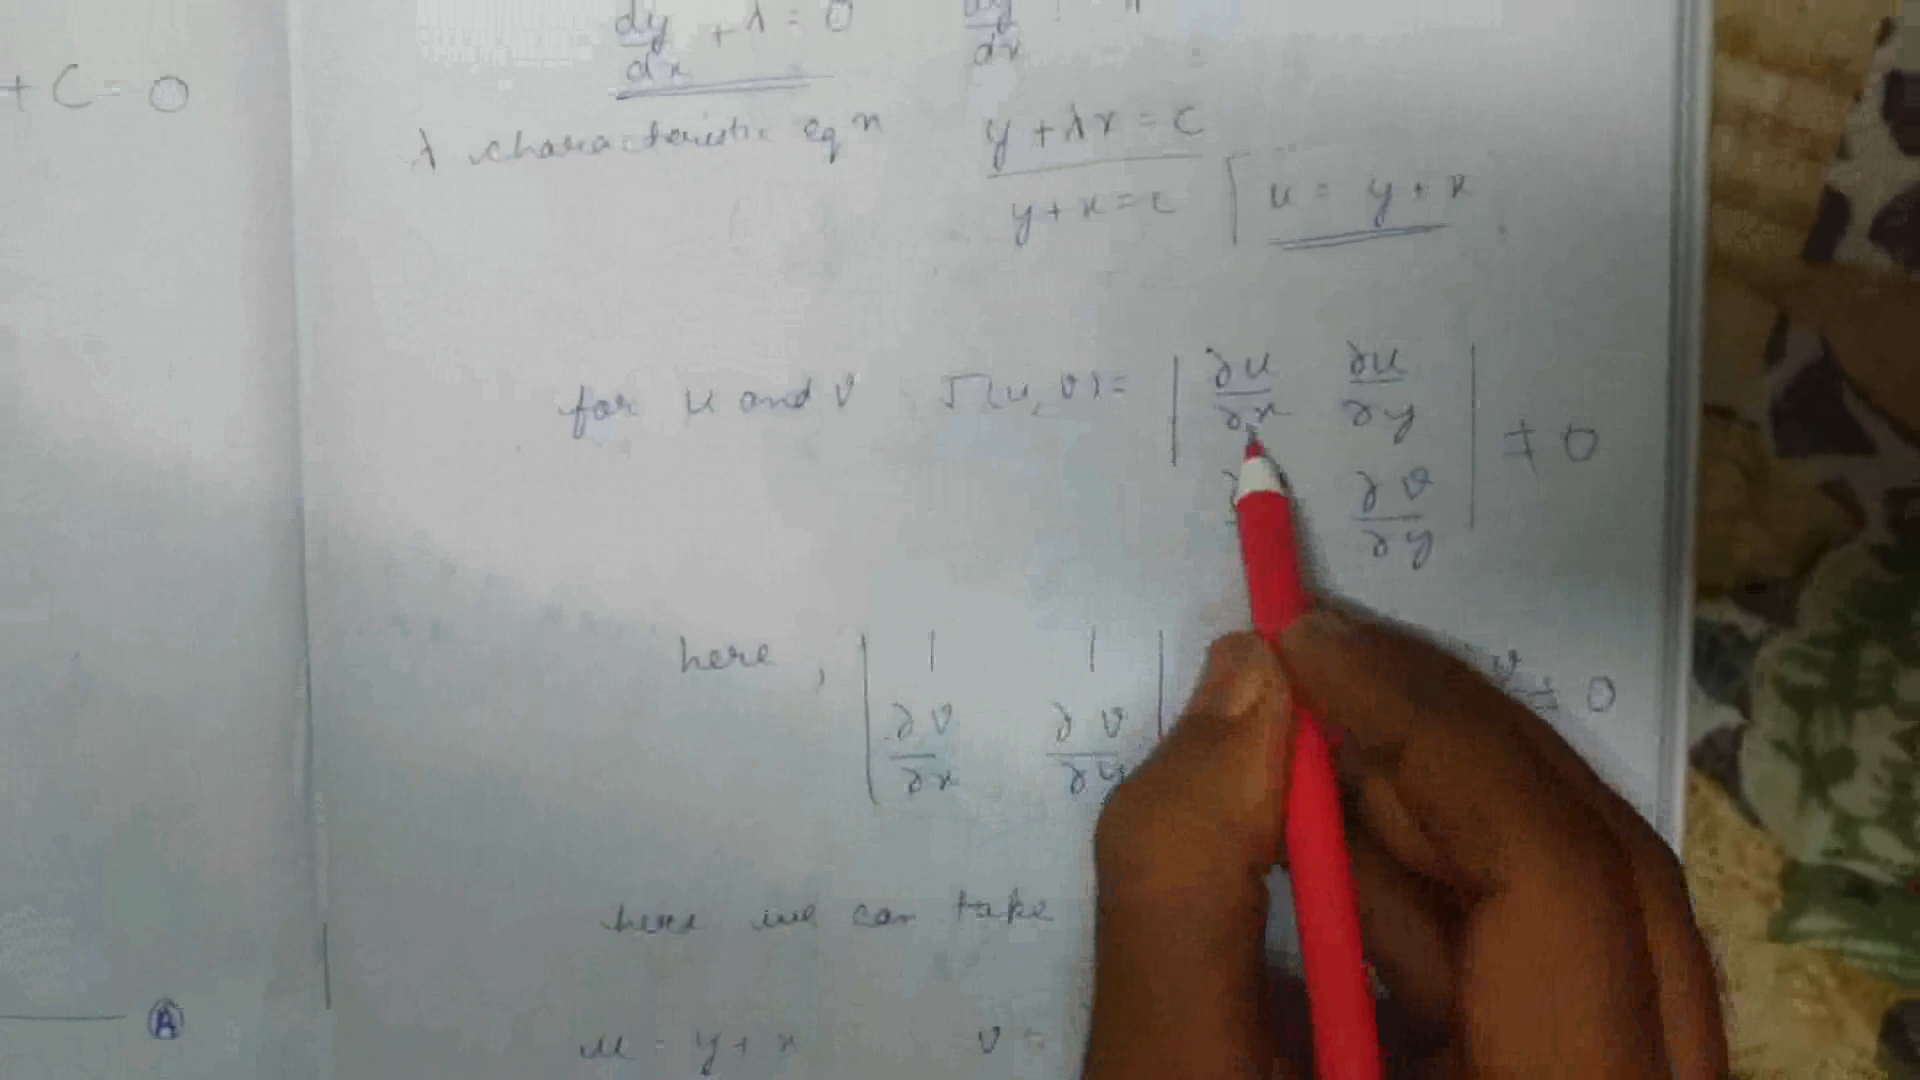 + C = 0
dy/dx + λ = 0
λ characteristic eqn
y + λx = c
y + x = c
u = y + x
for u and v J(u, v) = | ∂u/∂x ∂u/∂y | ≠ 0
∂v/∂y
here, | 1 1 |
| ∂v/∂x ∂v/∂y |
≠ 0
here we can take
u = y + x v =
A